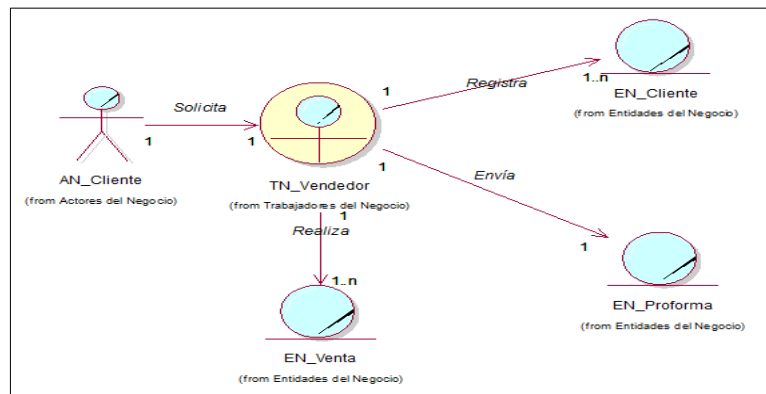 Solicita
1
1
AN_Cliente
(from Actores del Negocio)
TN_Vendedor
(from Trabajadores del Negocio)
1
Registra
1..n
EN_Cliente
(from Entidades del Negocio)
1
Envía
1
EN_Proforma
(from Entidades del Negocio)
1
Realiza
1..n
EN_Venta
(from Entidades del Negocio)